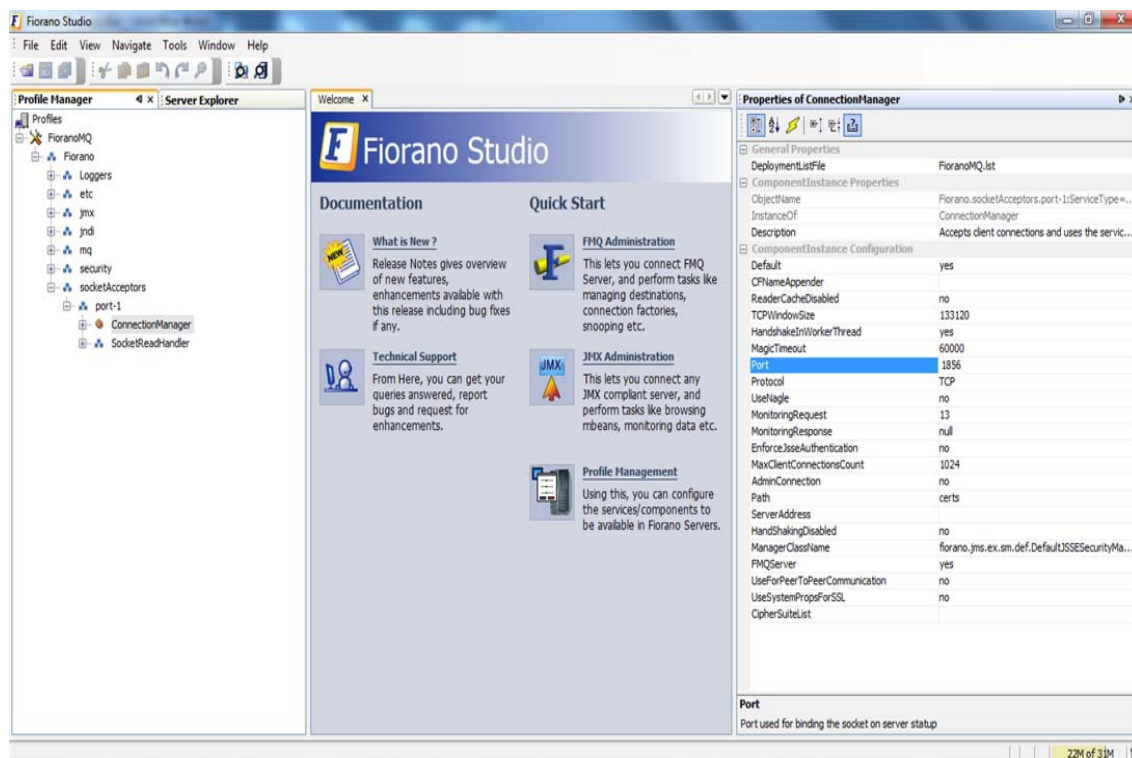 Fiorano Studio
File Edit View Navigate Tools Window Help
Profile Manager
Server Explorer
Profiles
FioranoMQ
Fiorano
Loggers
etc
jmx
jndi
mq
security
socketAcceptors
port-1
ConnectionManager
SocketReadHandler
Welcome
Fiorano Studio
Documentation
NEW
What is New ?
Release Notes gives overview
of new features,
enhancements available with
this release including bug fixes
if any.
Technical Support
From Here, you can get your
queries answered, report
bugs and request for
enhancements.
Quick Start
FMQ Administration
This lets you connect FMQ
Server, and perform tasks like
managing destinations,
connection factories,
snooping etc.
JMX
JMX Administration
This lets you connect any
JMX compliant server, and
perform tasks like browsing
mbeans, monitoring data etc.
Profile Management
Using this, you can configure
the services/components to
be available in Fiorano Servers.
Properties of ConnectionManager
General Properties
DeploymentListFile FioranoMQ.lst
ComponentInstance Properties
ObjectName Fiorano.socketAcceptors.port-1:ServiceType=...
InstanceOf ConnectionManager
Description Accepts client connections and uses the servic...
ComponentInstance Configuration
Default yes
CFNameAppender
ReaderCacheDisabled no
TCPWindowSize 133120
HandshakeInWorkerThread yes
MagicTimeout 60000
Port 1856
Protocol TCP
UseNagle no
MonitoringRequest 13
MonitoringResponse null
EnforceJsseAuthentication no
MaxClientConnectionsCount 1024
AdminConnection no
Path certs
ServerAddress
HandShakingDisabled no
ManagerClassName fiorano.jms.ex.sm.def.DefaultJSSESecurityMa...
FMQServer yes
UseForPeerToPeerCommunication no
UseSystemPropsForSSL no
CipherSuiteList
Port
Port used for binding the socket on server statup
22M of 31M